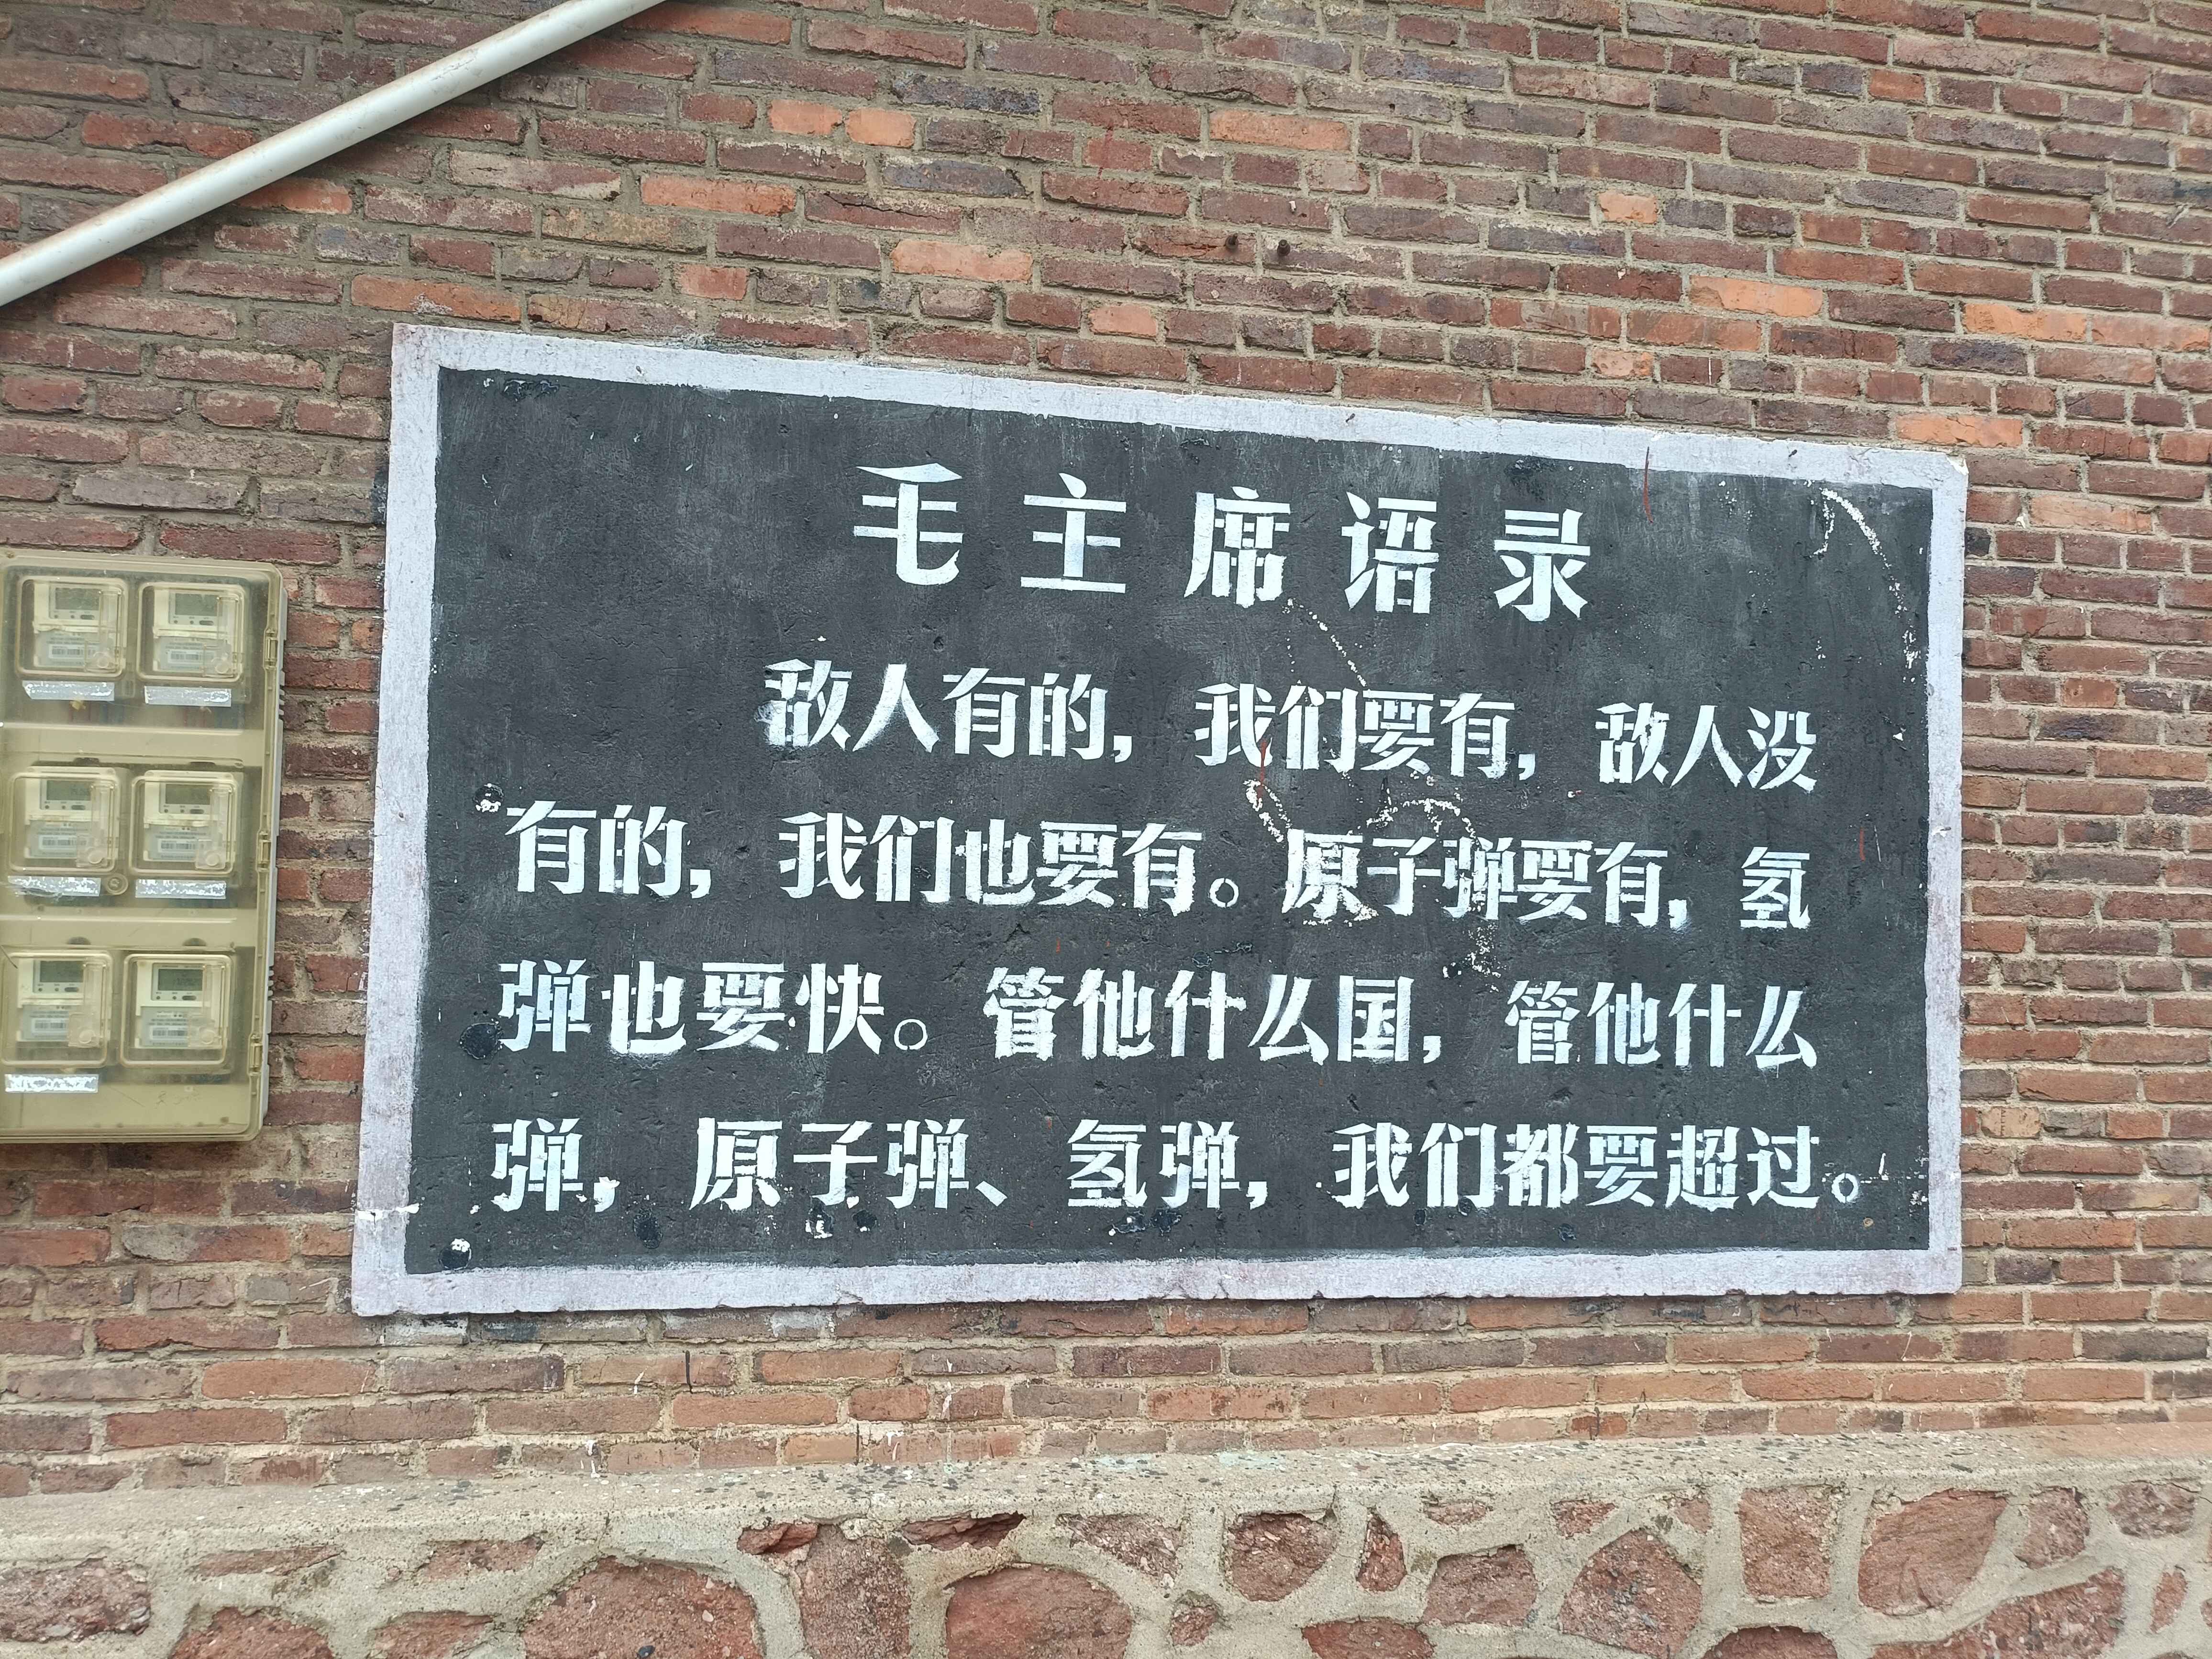 毛主席语录
敌人有的，我们要有，敌人没
有的，我们也要有。原子弹要有，氢
弹也要快。管他什么国，管他什么
弹，原子弹、氢弹，我们都要超过。